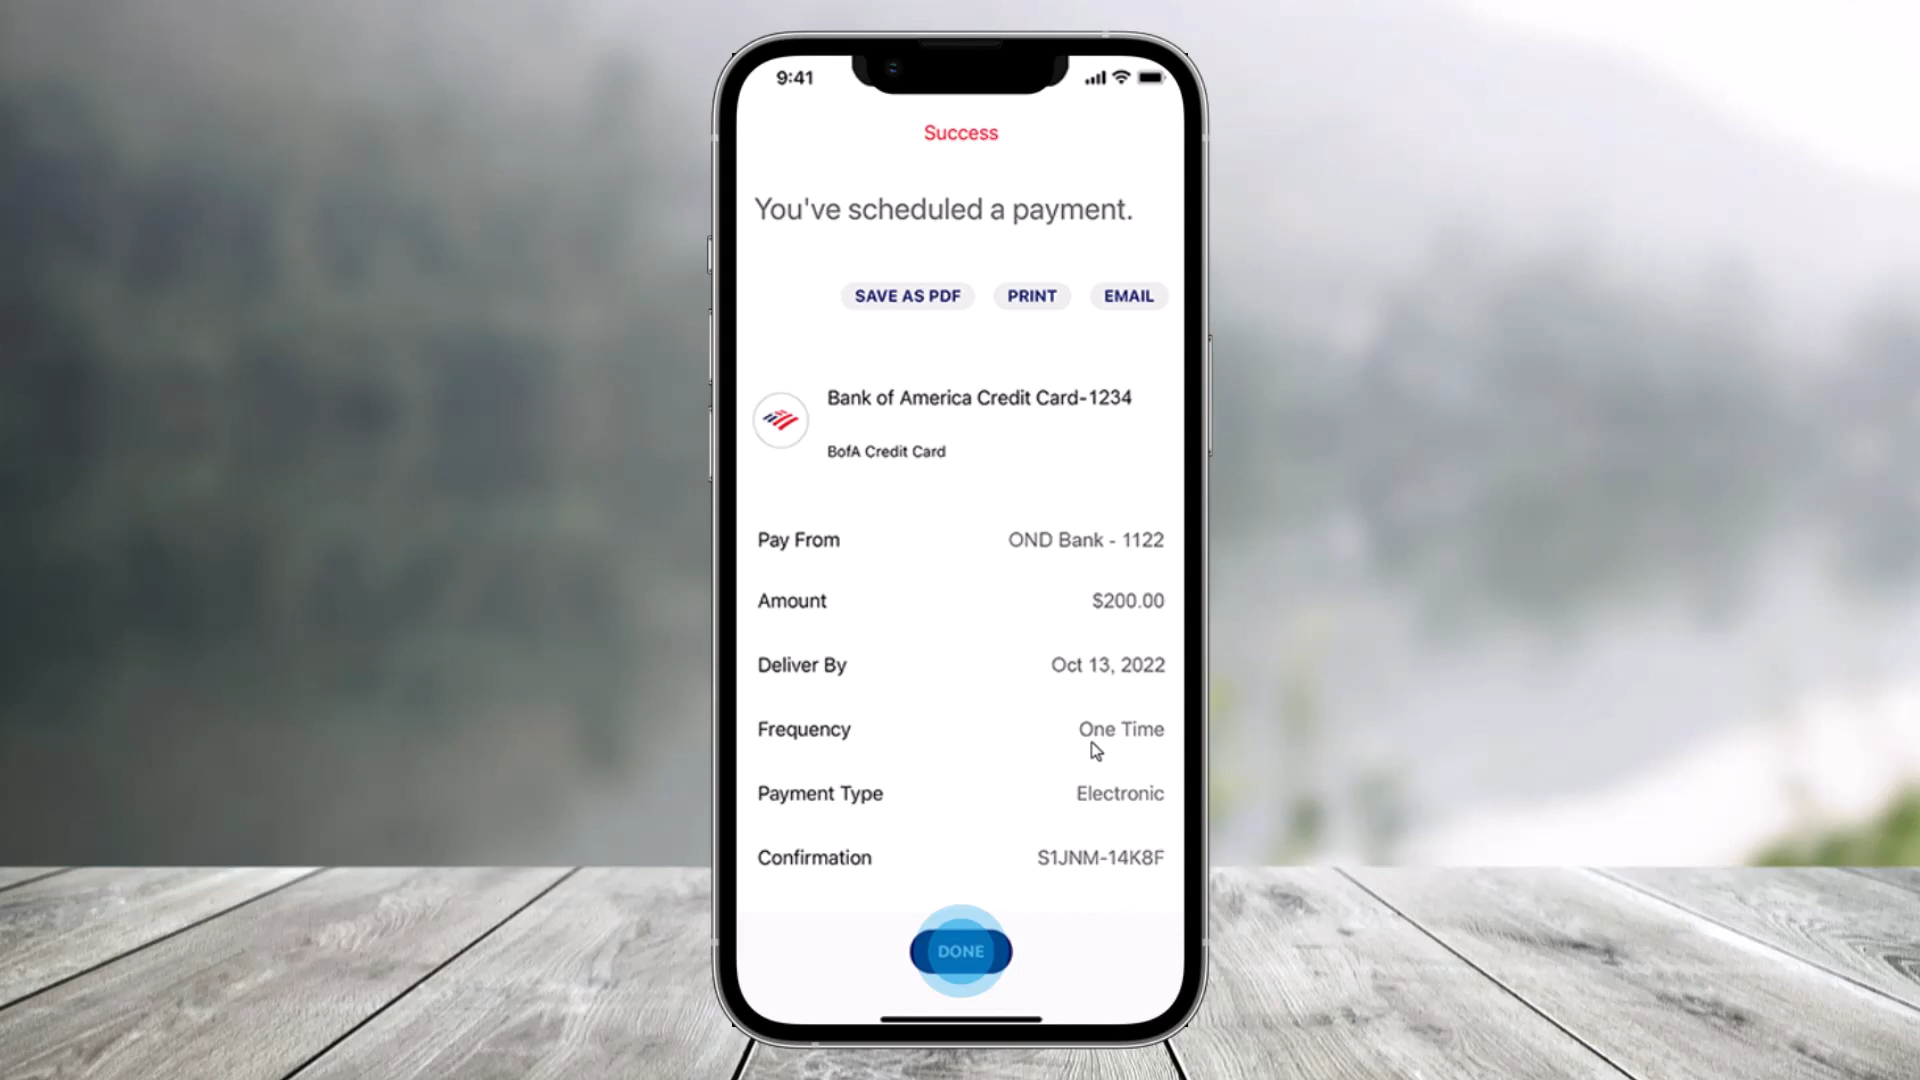 9:41
Success
You've scheduled a payment.
SAVE AS PDF PRINT EMAIL
Bank of America Credit Card-1234
BofA Credit Card
Pay From OND Bank - 1122
Amount $200.00
Deliver By Oct 13, 2022
Frequency One Time
Payment Type Electronic
Confirmation S1JNM-14K8F
DONE